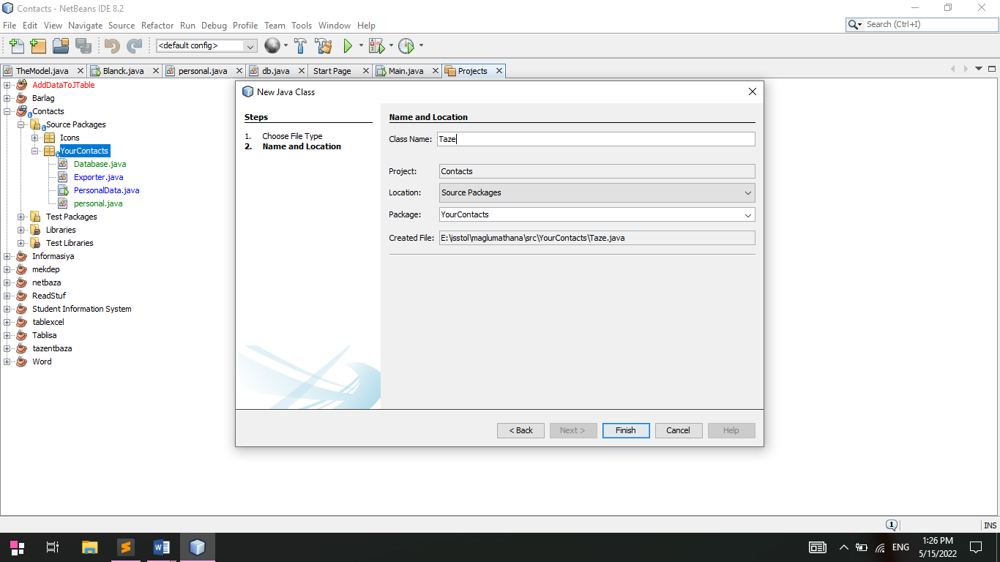 Contacts - NetBeans IDE 8.2
File Edit View Navigate Source Refactor Run Debug Profile Team Tools Window Help
Search (Ctrl+I)
<default config>
TheModel.java Blanck.java personal.java db.java Start Page Main.java Projects
AddDataToJTable
Barlag
Contacts
Source Packages
Icons
YourContacts
Database.java
Exporter.java
PersonalData.java
personal.java
Test Packages
Libraries
Test Libraries
Informasiya
mekdep
netbaza
ReadStuf
Student Information System
tablexcel
Tablisa
tazentbaza
Word
New Java Class
Steps
1. Choose File Type
2. Name and Location
Name and Location
Class Name: Taze
Project: Contacts
Location: Source Packages
Package: YourContacts
Created File: E:\isstol\maglumathana\src\YourContacts\Taze.java
< Back Next > Finish Cancel Help
1 INS
ENG
1:26 PM
5/15/2022